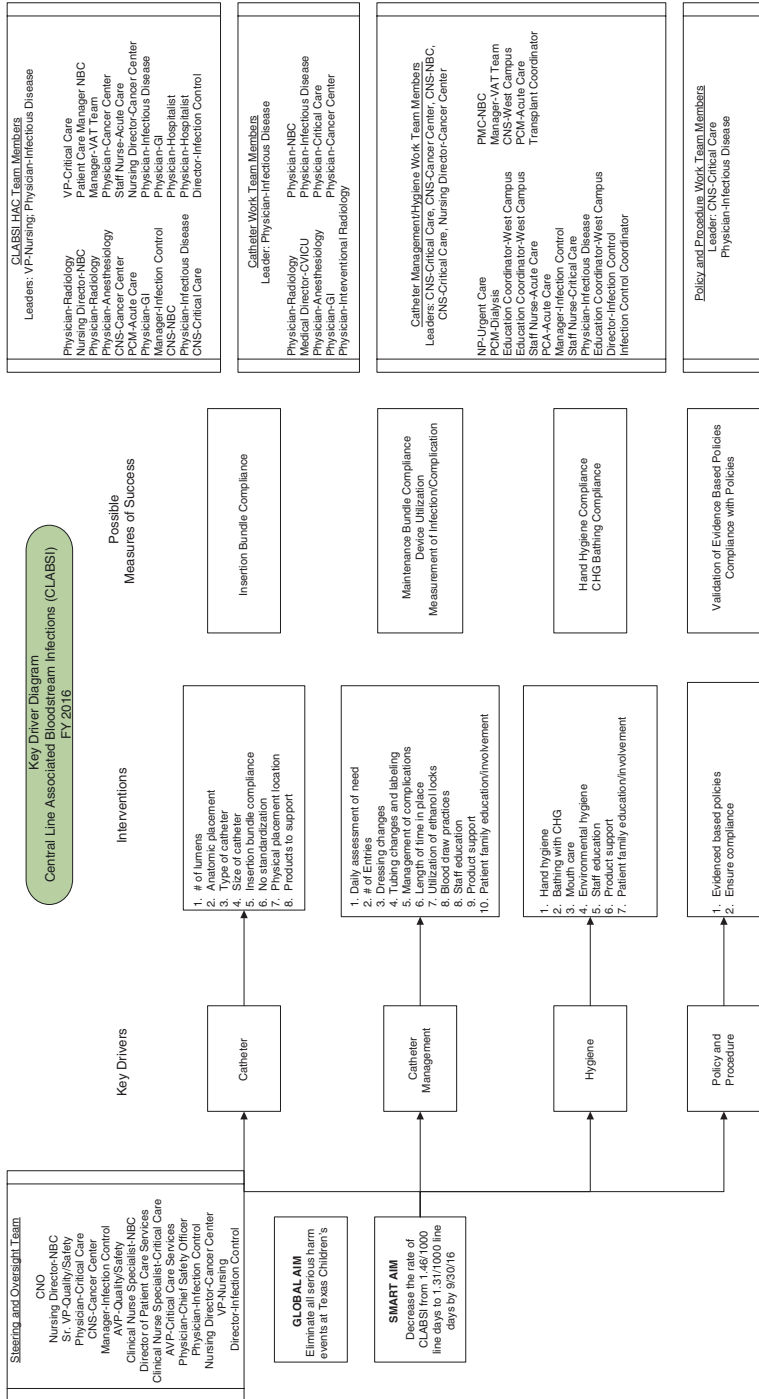 Key Driver Diagram
Central Line Associated Bloodstream Infections (CLABSI)
FY 2016
Steering and Oversight Team
CNO
Nursing Director-NBC
Sr. VP-Quality/Safety
Physician-Critical Care
CNS-Cancer Center
Manager-Infection Control
AVP-Quality/Safety
Clinical Nurse Specialist-NBC
Director of Patient Care Services
Clinical Nurse Specialist-Critical Care
AVP-Critical Care Services
Physician-Chief Safety Officer
Physician-Infection Control
Nursing Director-Cancer Center
VP-Nursing
Director-Infection Control
GLOBAL AIM
Eliminate all serious harm
events at Texas Children's
SMART AIM
Decrease the rate of
CLABSI from 1.46/1000
line days to 1.31/1000 line
days by 9/30/16
Key Drivers
Catheter
Catheter
Management
Hygiene
Policy and
Procedure
Interventions
1. # of lumens
2. Anatomic placement
3. Type of catheter
4. Size of catheter
5. Insertion bundle compliance
6. No standardization
7. Physical placement location
8. Products to support
1. Daily assessment of need
2. # of Entries
3. Dressing changes
4. Tubing changes and labeling
5. Management of complications
6. Length of time in place
7. Utilization of ethanol locks
8. Blood draw practices
8. Staff education
9. Product support
10. Patient family education/involvement
1. Hand hygiene
2. Bathing with CHG
3. Mouth care
4. Environmental hygiene
5. Staff education
6. Product support
7. Patient family education/involvement
1. Evidenced based policies
2. Ensure compliance
Possible
Measures of Success
Insertion Bundle Compliance
Maintenance Bundle Compliance
Device Utilization
Measurement of Infection/Complication
Hand Hygiene Compliance
CHG Bathing Compliance
Validation of Evidence Based Policies
Compliance with Policies
CLABSI HAC Team Members
Leaders: VP-Nursing; Physician-Infectious Disease
Physician-Radiology
Nursing Director-NBC
Physician-Radiology
Physician-Anesthesiology
CNS-Cancer Center
PCM-Acute Care
Physician-GI
Manager-Infection Control
CNS-NBC
Physician-Infectious Disease
CNS-Critical Care
VP-Critical Care
Patient Care Manager NBC
Manager-VAT Team
Physician-Cancer Center
Staff Nurse-Acute Care
Nursing Director-Cancer Center
Physician-Infectious Disease
Physician-GI
Physician-Hospitalist
Physician-Hospitalist
Director-Infection Control
Catheter Work Team Members
Leader: Physician-Infectious Disease
Physician-Radiology
Medical Director-CVICU
Physician-Anesthesiology
Physician-GI
Physician-Interventional Radiology
Physician-NBC
Physician-Infectious Disease
Physician-Critical Care
Physician-Cancer Center
Catheter Management/Hygiene Work Team Members
Leaders: CNS-Critical Care, CNS-Cancer Center, CNS-NBC,
CNS-Critical Care, Nursing Director-Cancer Center
NP-Urgent Care
PCM-Dialysis
Education Coordinator-West Campus
Education Coordinator-West Campus
Staff Nurse-Acute Care
PCA-Acute Care
Manager-Infection Control
Staff Nurse-Critical Care
Physician-Infectious Disease
Education Coordinator-West Campus
Director-Infection Control
Infection Control Coordinator
PMC-NBC
Manager-VAT Team
CNS-West Campus
PCM-Acute Care
Transplant Coordinator
Policy and Procedure Work Team Members
Leader: CNS-Critical Care
Physician-Infectious Disease